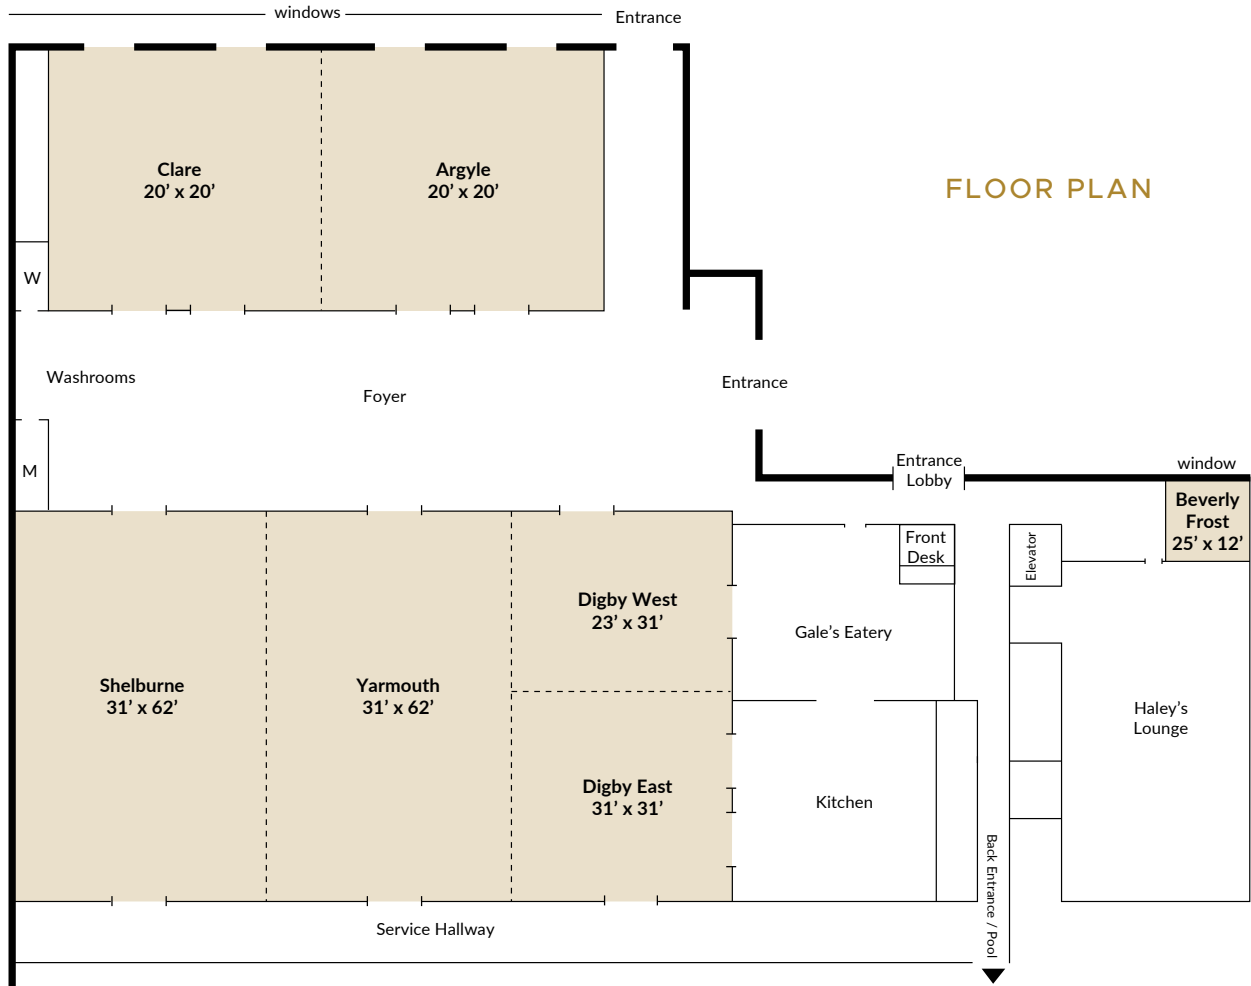 windows
Entrance
Clare
20’ x 20’
Argyle
20’ x 20’
FLOOR PLAN
W
Washrooms
Foyer
Entrance
M
Entrance
Lobby
window
Beverly
Frost
25’ x 12’
Front
Desk
Elevator
Digby West
23’ x 31’
Gale’s Eatery
Shelburne
31’ x 62’
Yarmouth
31’ x 62’
Haley’s
Lounge
Digby East
31’ x 31’
Kitchen
Back Entrance / Pool
Service Hallway